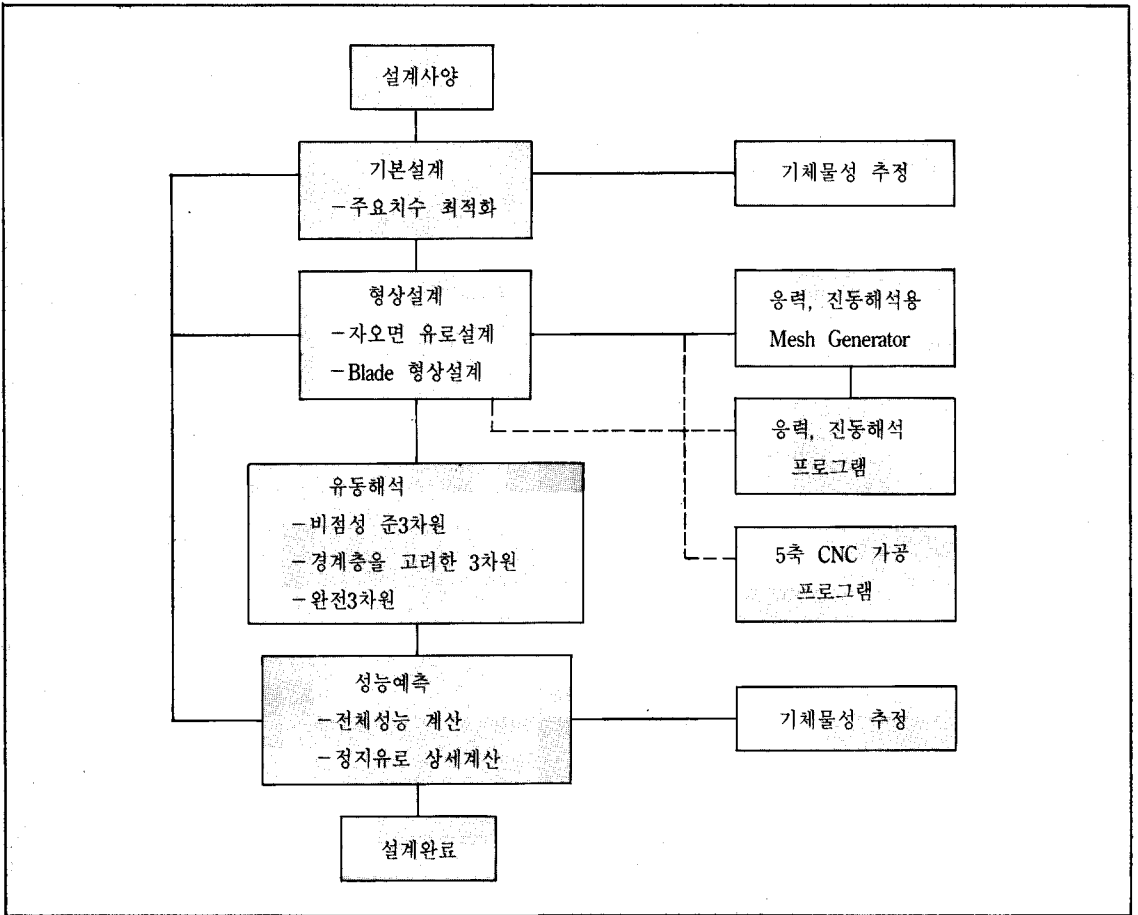 설계사양
기본설계
－주요치수 최적화
기체물성 추정
형상설계
－자오면 유로설계
－Blade 형상설계
응력, 진동해석용
Mesh Generator
응력, 진동해석
프로그램
유동해석
－비점성 준3차원
－경계층을 고려한 3차원
－완전3차원
5축 CNC 가공
프로그램
성능예측
－전체성능 계산
－정지유로 상세계산
기체물성 추정
설계완료